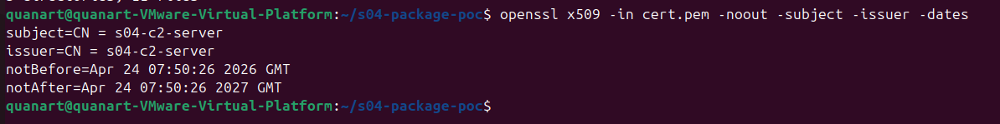 quanart@quanart-VMware-Virtual-Platform:~/s04-package-poc$ openssl x509 -in cert.pem -noout -subject -issuer -dates
subject=CN = s04-c2-server
issuer=CN = s04-c2-server
notBefore=Apr 24 07:50:26 2026 GMT
notAfter=Apr 24 07:50:26 2027 GMT
quanart@quanart-VMware-Virtual-Platform:~/s04-package-poc$